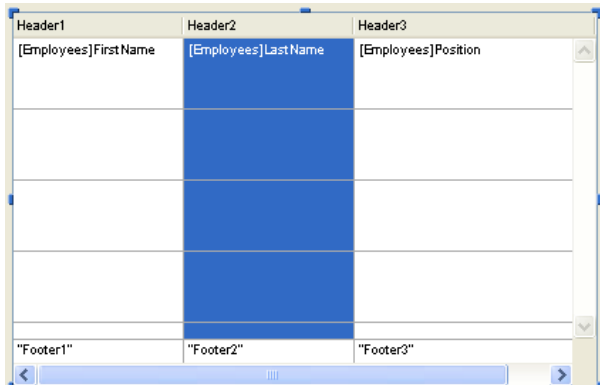 Header1 Header2 Header3
[Employees]FirstName [Employees]LastName [Employees]Position
"Footer1" "Footer2" "Footer3"